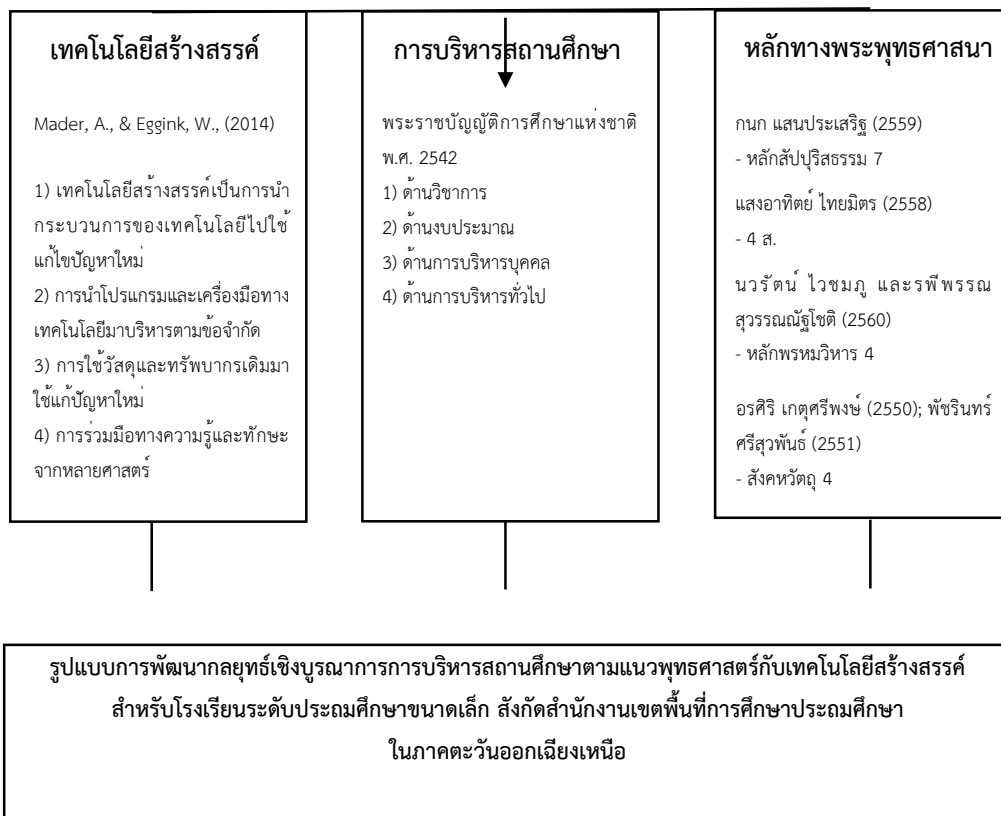 เทคโนโลยีสร้างสรรค์
Mader, A., & Eggink, W., (2014)
1) เทคโนโลยีสร้างสรรค์เป็นการนำ
กระบวนการของเทคโนโลยีไปใช้
แก้ไขปัญหาใหม่
2) การนำโปรแกรมและเครื่องมือทาง
เทคโนโลยีมาบริหารตามข้อจำกัด
3) การใช้วัสดุและทรัพบากรเดิมมา
ใช้แก้ปัญหาใหม่
4) การร่วมมือทางความรู้และทักษะ
จากหลายศาสตร์
การบริหารสถานศึกษา
พระราชบัญญัติการศึกษาแห่งชาติ
พ.ศ. 2542
1) ด้านวิชาการ
2) ด้านงบประมาณ
3) ด้านการบริหารบุคคล
4) ด้านการบริหารทั่วไป
หลักทางพระพุทธศาสนา
กนก แสนประเสริฐ (2559)
- หลักสัปปุริสธรรม 7
แสงอาทิตย์ ไทยมิตร (2558)
- 4 ส.
นวรัตน์ ไวชมภู และรพีพรรณ
สุวรรณณัฐโชติ (2560)
- หลักพรหมวิหาร 4
อรศิริ เกตุศรีพงษ์ (2550); พัชรินทร์
ศรีสุวพันธ์ (2551)
- สังคหวัตถุ 4
รูปแบบการพัฒนากลยุทธ์เชิงบูรณาการการบริหารสถานศึกษาตามแนวพุทธศาสตร์กับเทคโนโลยีสร้างสรรค์
สำหรับโรงเรียนระดับประถมศึกษาขนาดเล็ก สังกัดสำนักงานเขตพื้นที่การศึกษาประถมศึกษา
ในภาคตะวันออกเฉียงเหนือ